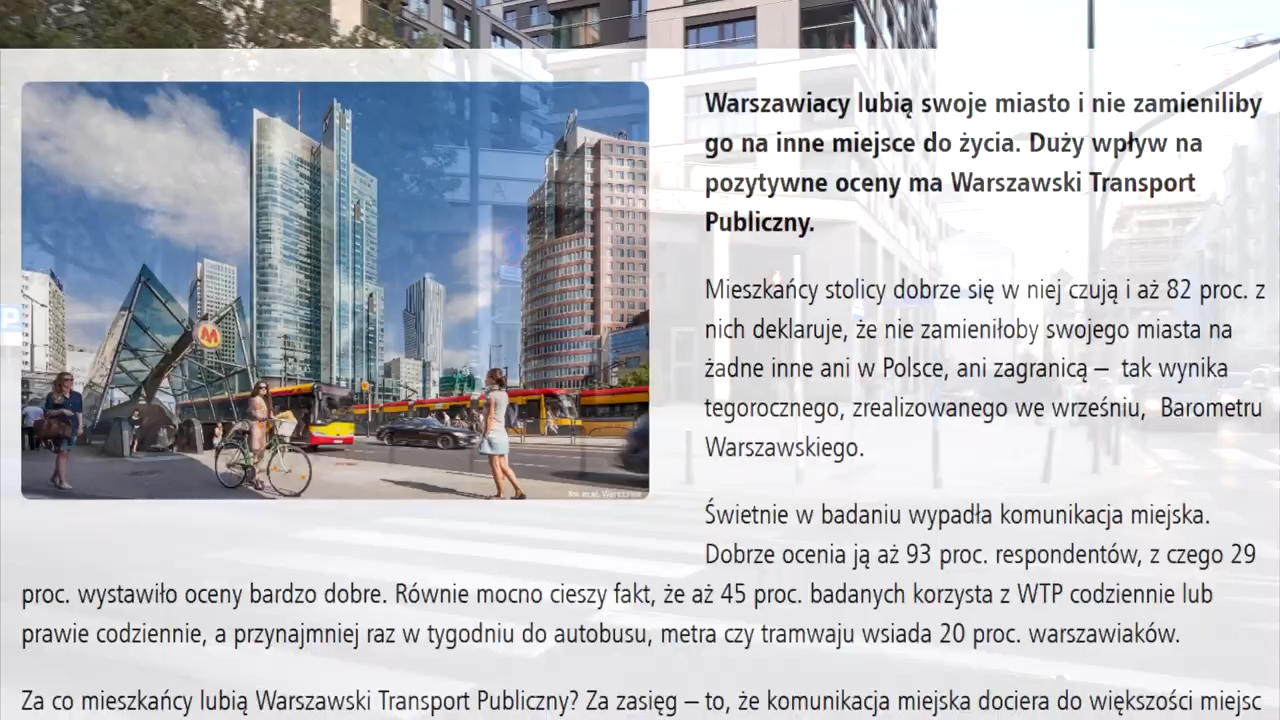 Warszawiacy lubią swoje miasto i nie zamieniliby
go na inne miejsce do życia. Duży wpływ na
pozytywne oceny ma Warszawski Transport
Publiczny.
Mieszkańcy stolicy dobrze się w niej czują i aż 82 proc. z
nich deklaruje, że nie zamieniłoby swojego miasta na
żadne inne ani w Polsce, ani zagranicą – tak wynika
tegorocznego, zrealizowanego we wrześniu, Barometru
Warszawskiego.
Świetnie w badaniu wypadła komunikacja miejska.
Dobrze ocenia ją aż 93 proc. respondentów, z czego 29
proc. wystawiło oceny bardzo dobre. Równie mocno cieszy fakt, że aż 45 proc. badanych korzysta z WTP codziennie lub
prawie codziennie, a przynajmniej raz w tygodniu do autobusu, metra czy tramwaju wsiada 20 proc. warszawiaków.
Za co mieszkańcy lubią Warszawski Transport Publiczny? Za zasięg – to, że komunikacja miejska dociera do większości miejsc
M